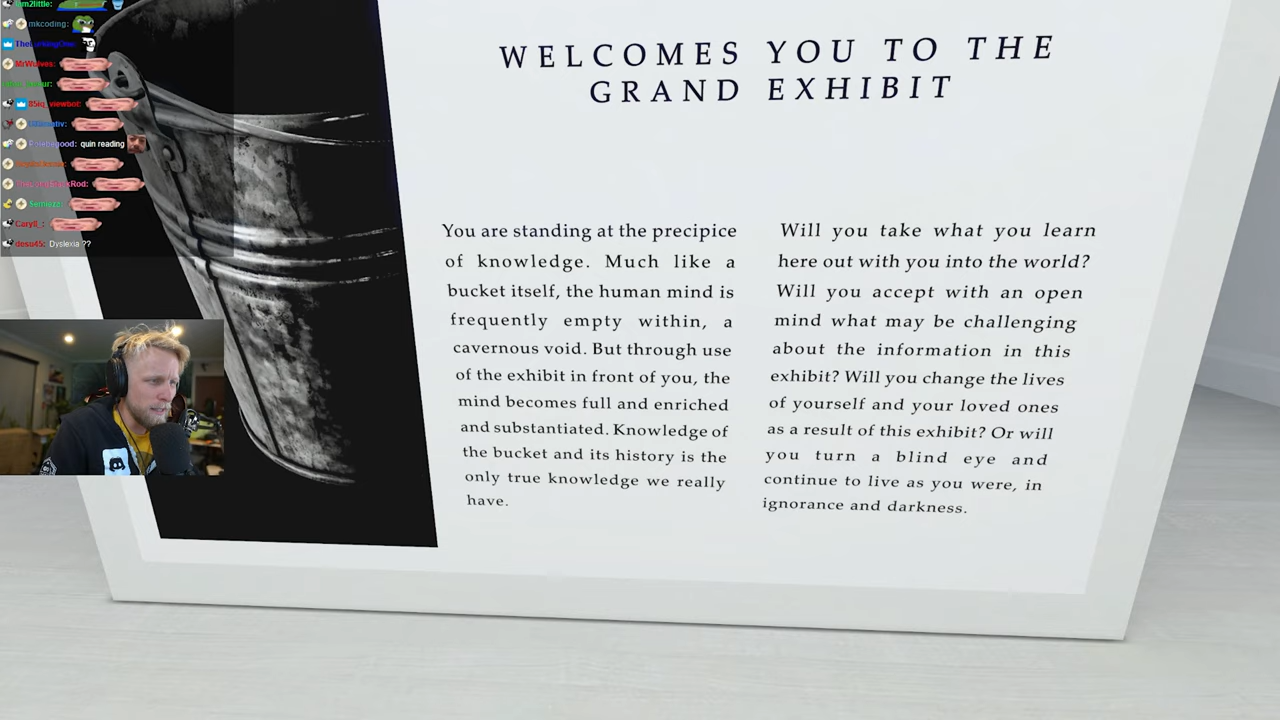 mkcoding:
MrWolves:
85iq_viewbot:
Polebegood: quin reading
Caryll_:
desu45: Dyslexia ??
WELCOMES YOU TO THE
GRAND EXHIBIT
You are standing at the precipice
of knowledge. Much like a
bucket itself, the human mind is
frequently empty within, a
cavernous void. But through use
of the exhibit in front of you, the
mind becomes full and enriched
and substantiated. Knowledge of
the bucket and its history is the
only true knowledge we really
have.
Will you take what you learn
here out with you into the world?
Will you accept with an open
mind what may be challenging
about the information in this
exhibit? Will you change the lives
of yourself and your loved ones
as a result of this exhibit? Or will
you turn a blind eye and
continue to live as you were, in
ignorance and darkness.